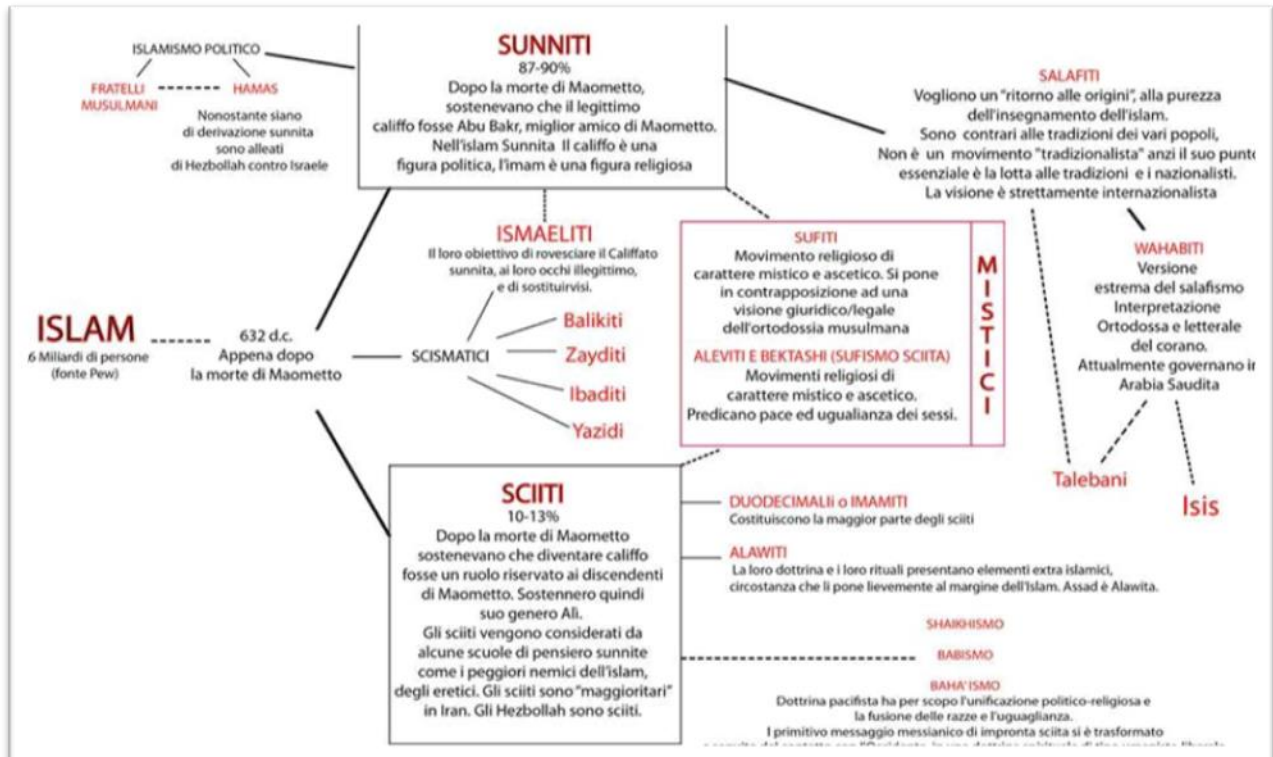 ISLAMISMO POLITICO
FRATELLI
MUSULMANI
HAMAS
Nonostante siano
di derivazione sunnita
sono alleati
di Hezbollah contro Israele
SUNNITI
87-90%
Dopo la morte di Maometto,
sostenevano che il legittimo
califfo fosse Abu Bakr, miglior amico di Maometto.
Nell'islam Sunnita Il califfo è una
figura politica, l'imam è una figura religiosa
SALAFITI
Vogliono un "ritorno alle origini", alla purezza
dell'insegnamento dell'islam.
Sono contrari alle tradizioni dei vari popoli,
Non è un movimento "tradizionalista" anzi il suo punto
essenziale è la lotta alle tradizioni e i nazionalisti.
La visione è strettamente internazionalista
ISMAELITI
Il loro obiettivo di rovesciare il Califfato
sunnita, ai loro occhi illegittimo,
e di sostituirvisi.
SUFITI
Movimento religoso di
carattere mistico e ascetico. Si pone
in contrapposizione ad una
visione giuridico/legale
dell'ortodossia musulmana
ALEVITI E BEKTASHI (SUFISMO SCIITA)
Movimenti religiosi di
carattere mistico e ascetico.
Predicano pace ed ugualianza dei sessi.
MISTICI
WAHABITI
Versione
estrema del salafismo
Interpretazione
Ortodossa e letterale
del corano.
Attualmente governano in
Arabia Saudita
ISLAM
6 Miliardi di persone
(fonte Pew)
632 d.c.
Appena dopo
la morte di Maometto
SCISMATICI
Balikiti
Zayditi
Ibaditi
Yazidi
Talebani
Isis
SCIITI
10-13%
Dopo la morte di Maometto
sostenevano che diventare califfo
fosse un ruolo riservato ai discendenti
di Maometto. Sostennero quindi
suo genero Alì.
Gli sciiti vengono considerati da
alcune scuole di pensiero sunnite
come i peggiori nemici dell'islam,
degli eretici. Gli sciiti sono "maggioritari"
in Iran. Gli Hezbollah sono sciiti.
DUODECIMALIi o IMAMITI
Costituiscono la maggior parte degli sciiti
ALAWITI
La loro dottrina e i loro rituali presentano elementi extra islamici,
circostanza che li pone lievemente al margine dell'Islam. Assad è Alawita.
SHAIKHISMO
BABISMO
BAHA'ISMO
Dottrina pacifista ha per scopo l'unificazione politico-religiosa e
la fusione delle razze e l'uguaglianza.
I primitivo messaggio messianico di impronta sciita si è trasformato